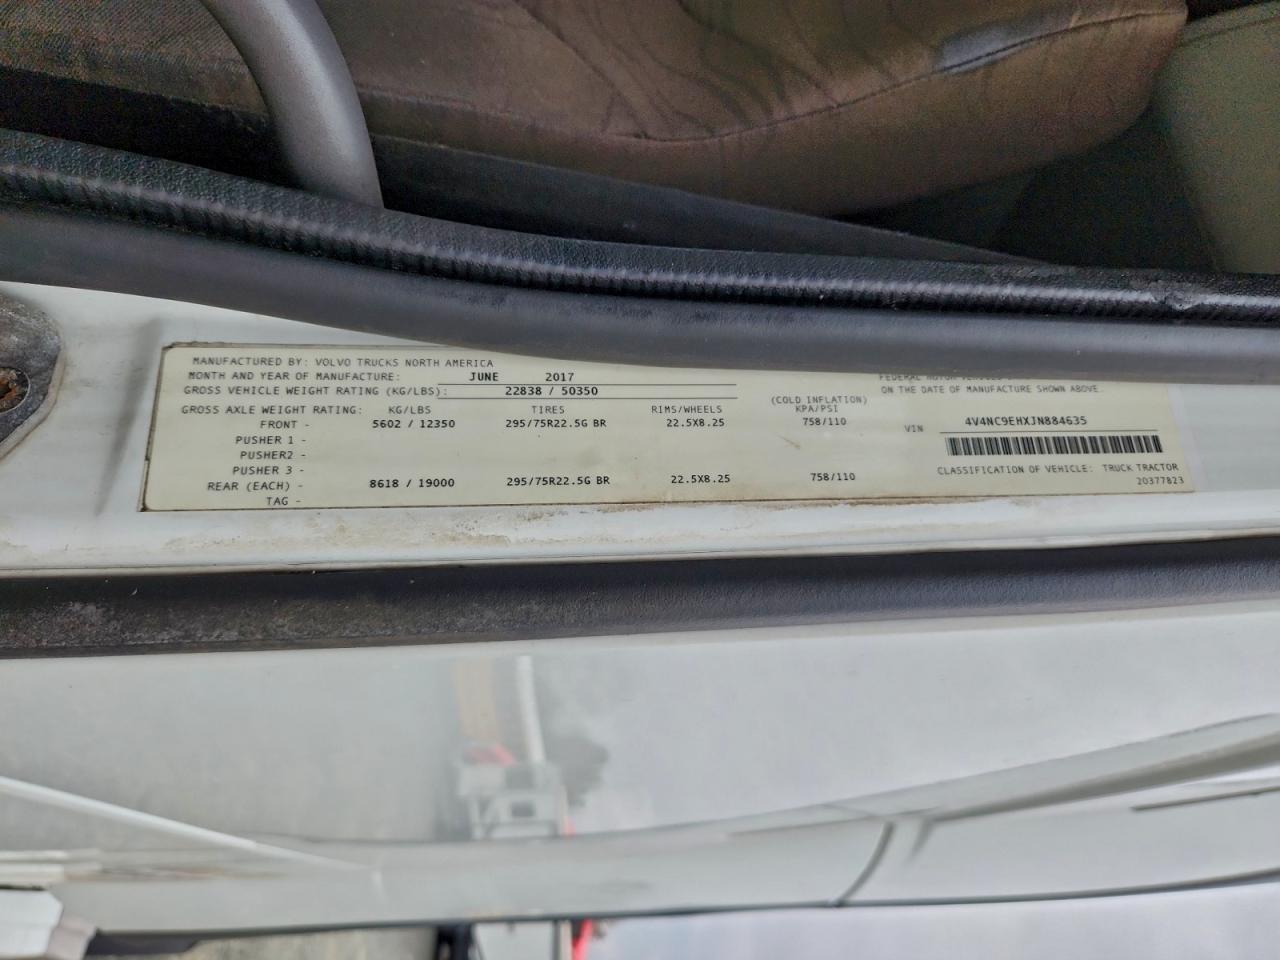 MANUFACTURED BY: VOLVO TRUCKS NORTH AMERICA
MONTH AND YEAR OF MANUFACTURE: JUNE 2017
GROSS VEHICLE WEIGHT RATING (KG/LBS): 22838 / 50350
GROSS AXLE WEIGHT RATING: KG/LBS TIRES RIMS/WHEELS (COLD INFLATION) KPA/PSI
FRONT - 5602 / 12350 295/75R22.5G BR 22.5X8.25 758/110
PUSHER 1 -
PUSHER2 -
PUSHER 3 -
REAR (EACH) - 8618 / 19000 295/75R22.5G BR 22.5X8.25 758/110
TAG -
FEDERAL MOTOR
ON THE DATE OF MANUFACTURE SHOWN ABOVE.
VIN 4V4NC9EHXJN884635
CLASSIFICATION OF VEHICLE: TRUCK TRACTOR
20377823